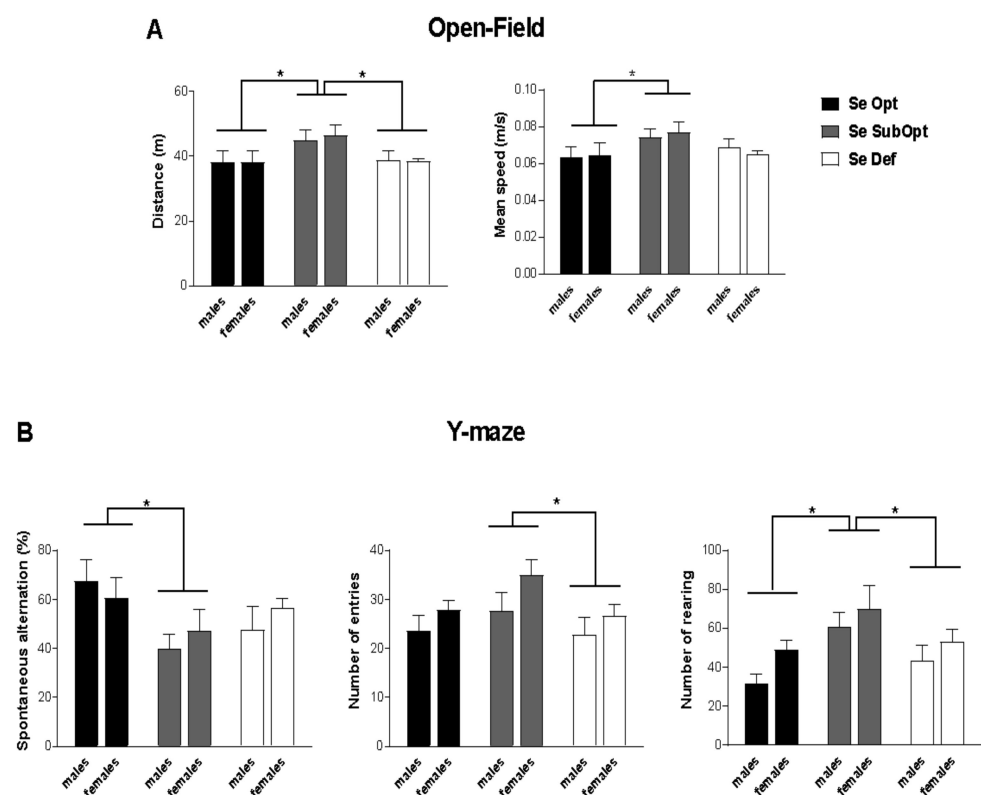 A
Open-Field
Distance (m)
60
40
20
0
*
*
males
females
males
females
males
females
Mean speed (m/s)
0.10
0.08
0.06
0.04
0.02
0.00
*
males
females
males
females
males
females
Se Opt
Se SubOpt
Se Def
B
Y-maze
Spontaneous alternation (%)
80
60
40
20
0
*
males
females
males
females
males
females
Number of entries
40
30
20
10
0
*
males
females
males
females
males
females
Number of rearing
100
80
60
40
20
0
*
*
males
females
males
females
males
females